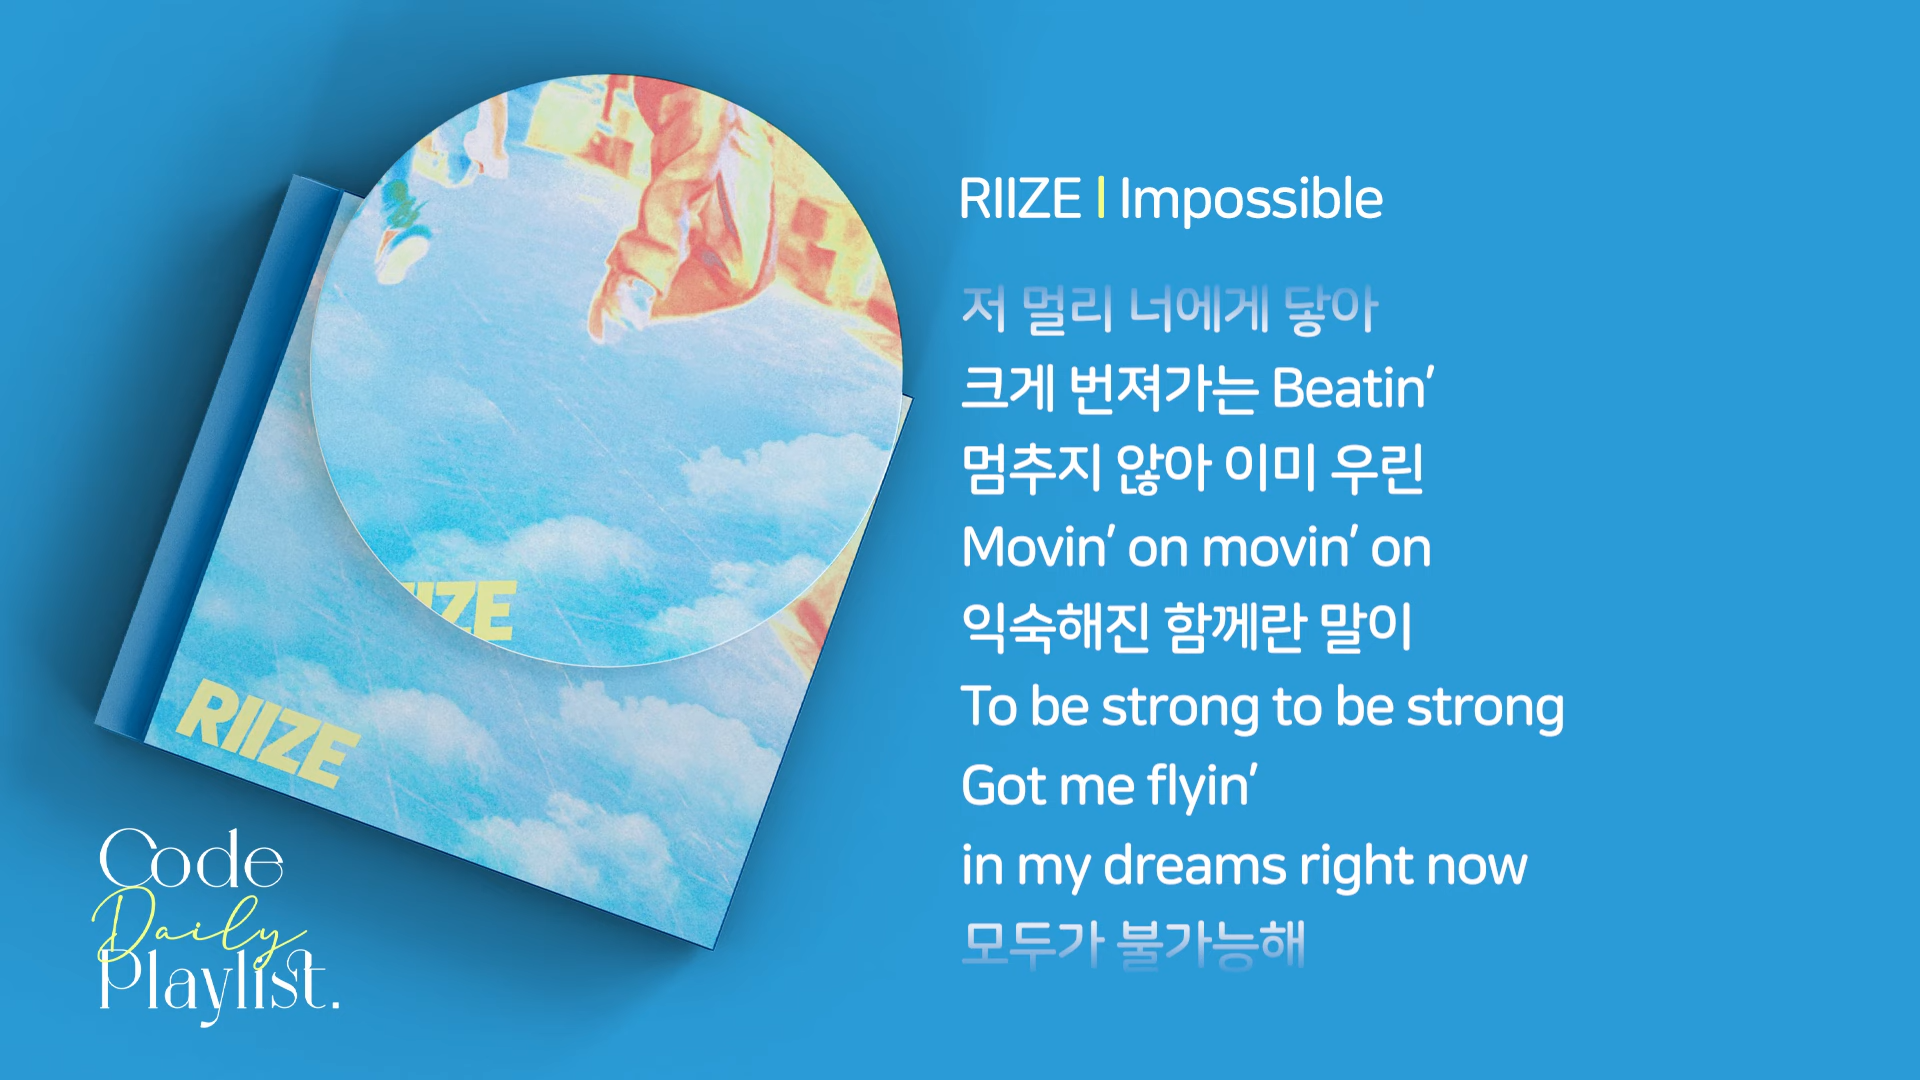 RIIZE | Impossible
저 멀리 너에게 닿아
크게 번져가는 Beatin’
멈추지 않아 이미 우린
Movin’ on movin’ on
익숙해진 함께란 말이
To be strong to be strong
Got me flyin’
in my dreams right now
모두가 불가능해
IZE
RIIZE
Code
Daily
Playlist.